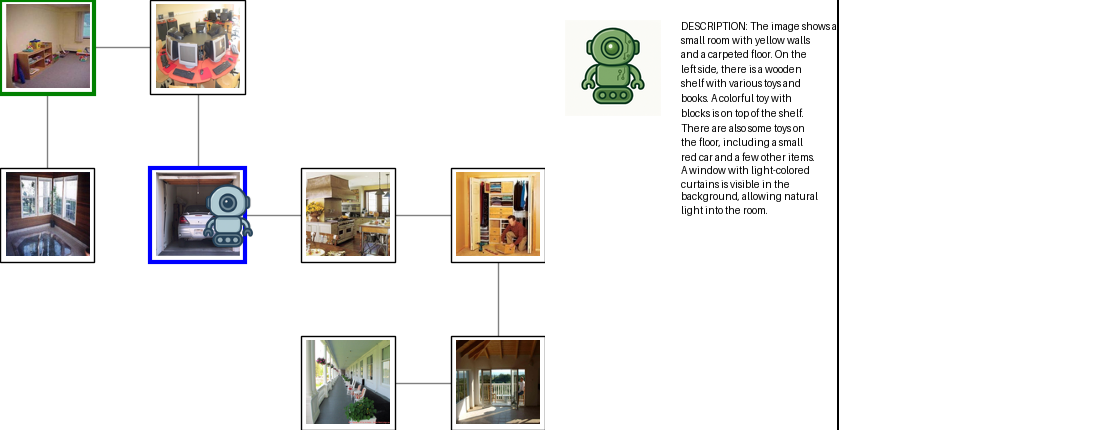 DESCRIPTION: The image shows a
small room with yellow walls
and a carpeted floor. On the
left side, there is a wooden
shelf with various toys and
books. A colorful toy with
blocks is on top of the shelf.
There are also some toys on
the floor, including a small
red car and a few other items.
A window with light-colored
curtains is visible in the
background, allowing natural
light into the room.